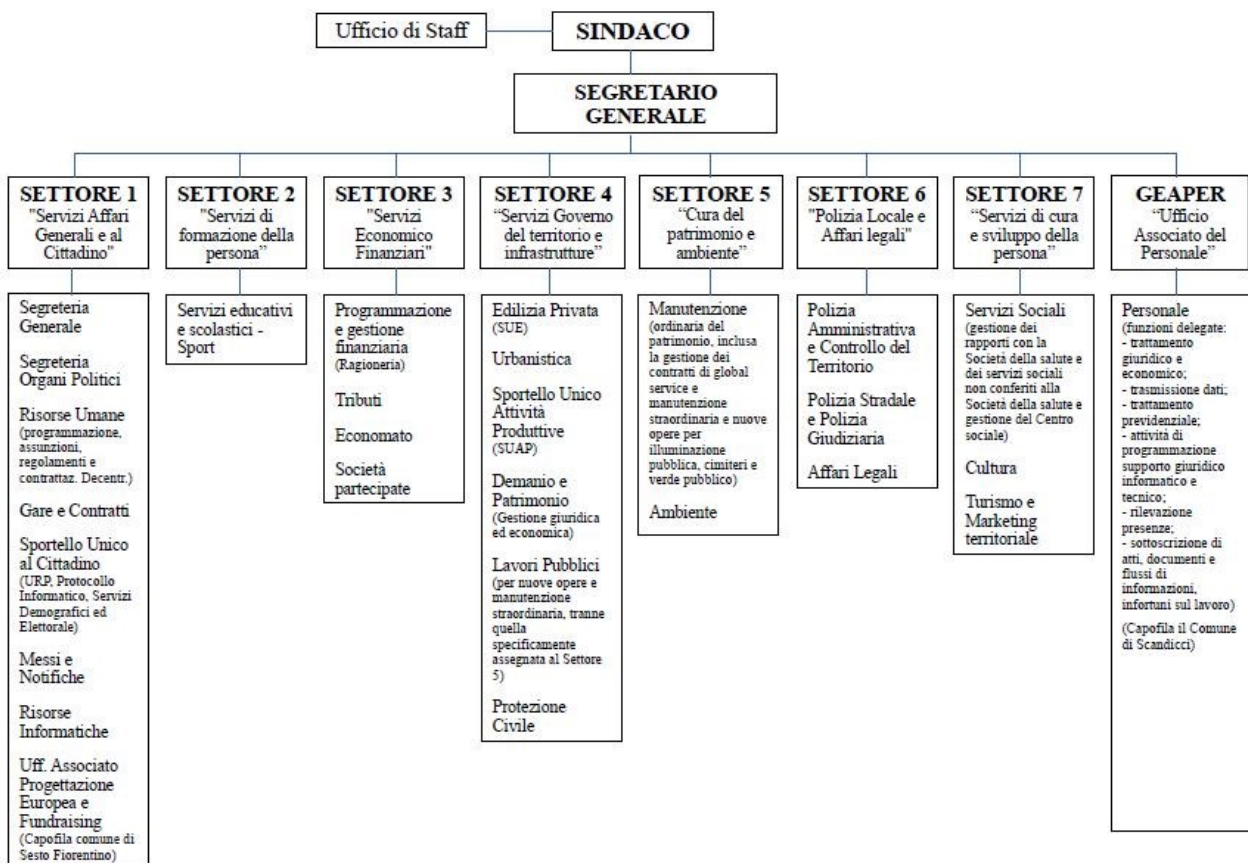 Ufficio di Staff
SINDACO
SEGRETARIO
GENERALE
SETTORE 1
"Servizi Affari
Generali e al
Cittadino"
Segreteria
Generale
Segreteria
Organi Politici
Risorse Umane
(programmazione,
assunzioni,
regolamenti e
contrattaz. Decentr.)
Gare e Contratti
Sportello Unico
al Cittadino
(URP, Protocollo
Informatico, Servizi
Demografici ed
Elettorale)
Messi e
Notifiche
Risorse
Informatiche
Uff. Associato
Progettazione
Europea e
Fundraising
(Capofila comune di
Sesto Fiorentino)
SETTORE 2
"Servizi di
formazione della
persona”
Servizi educativi
e scolastici -
Sport
SETTORE 3
"Servizi
Economico
Finanziari"
Programmazione
e gestione
finanziaria
(Ragioneria)
Tributi
Economato
Società
partecipate
SETTORE 4
“Servizi Governo
del territorio e
infrastrutture”
Edilizia Privata
(SUE)
Urbanistica
Sportello Unico
Attività
Produttive
(SUAP)
Demanio e
Patrimonio
(Gestione giuridica
ed economica)
Lavori Pubblici
(per nuove opere e
manutenzione
straordinaria, tranne
quella
specificamente
assegnata al Settore
5)
Protezione
Civile
SETTORE 5
“Cura del
patrimonio e
ambiente”
Manutenzione
(ordinaria del
patrimonio, inclusa
la gestione dei
contratti di global
service e
manutenzione
straordinaria e nuove
opere per
illuminazione
pubblica, cimiteri e
verde pubblico)
Ambiente
SETTORE 6
"Polizia Locale e
Affari legali"
Polizia
Amministrativa
e Controllo del
Territorio
Polizia Stradale
e Polizia
Giudiziaria
Affari Legali
SETTORE 7
“Servizi di cura
e sviluppo della
persona”
Servizi Sociali
(gestione dei
rapporti con la
Società della salute e
dei servizi sociali
non conferiti alla
Società della salute e
gestione del Centro
sociale)
Cultura
Turismo e
Marketing
territoriale
GEAPER
“Ufficio
Associato del
Personale”
Personale
(funzioni delegate:
- trattamento
giuridico e
economico;
- trasmissione dati;
- trattamento
previdenziale;
- attività di
programmazione
supporto giuridico
informatico e
tecnico;
- rilevazione
presenze;
- sottoscrizione di
atti, documenti e
flussi di
informazioni,
infortuni sul lavoro)
(Capofila il Comune
di Scandicci)